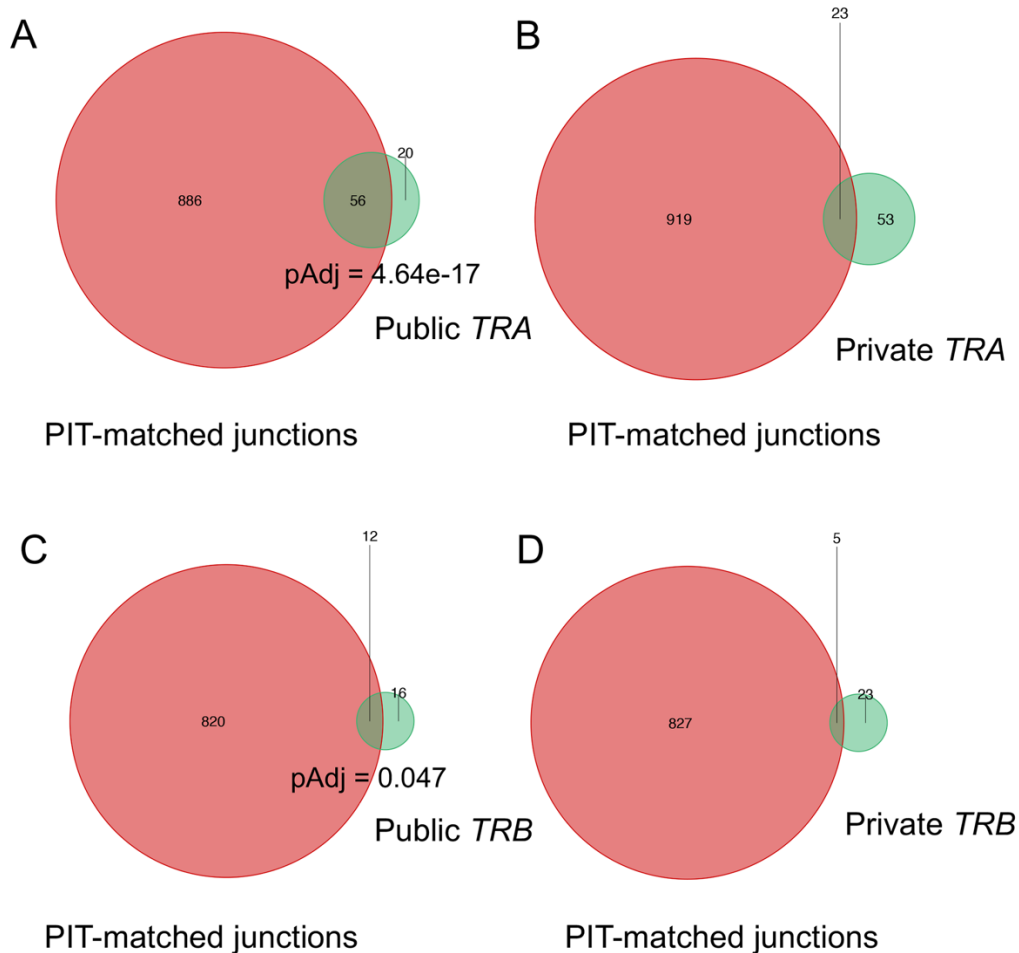 A
20
886
56
pAdj = 4.64e-17
Public TRA
PIT-matched junctions
B
23
919
53
Private TRA
PIT-matched junctions
C
12
16
820
pAdj = 0.047
Public TRB
PIT-matched junctions
D
5
23
827
Private TRB
PIT-matched junctions